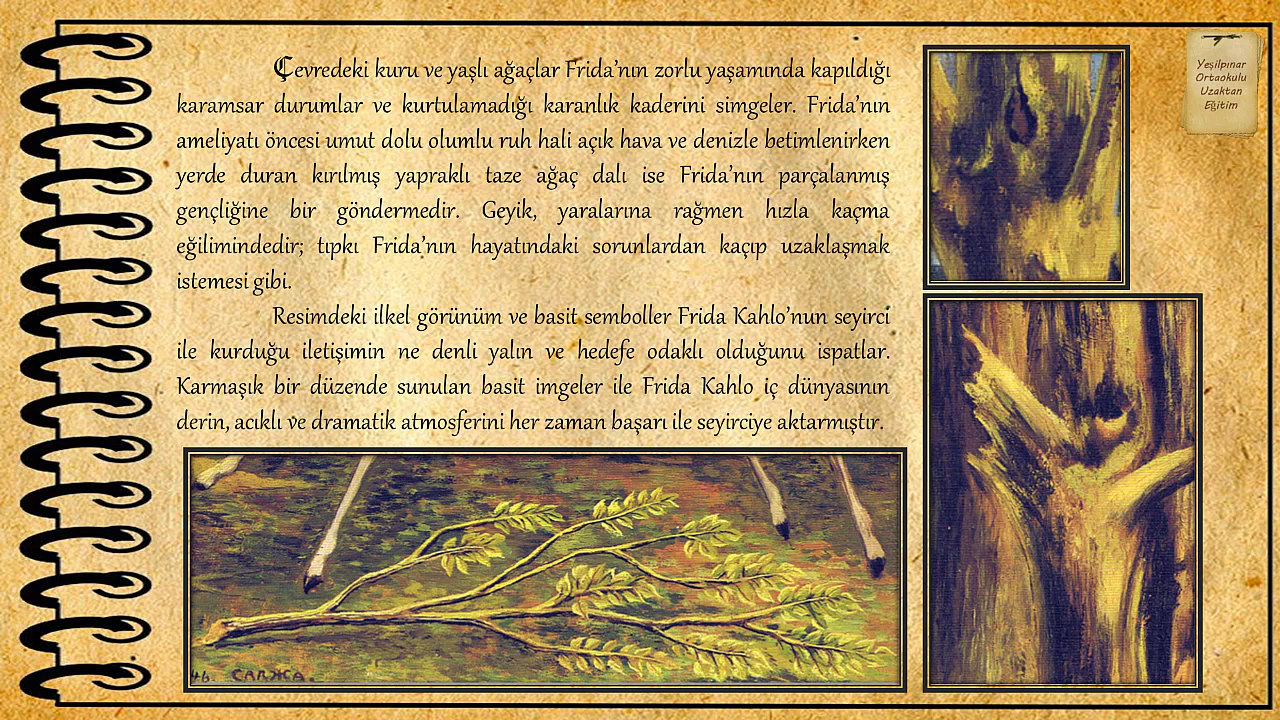 Çevredeki kuru ve yaşlı ağaçlar Frida’nın zorlu yaşamında kapıldığı
karamsar durumlar ve kurtulamadığı karanlık kaderini simgeler. Frida’nın
ameliyatı öncesi umut dolu olumlu ruh hali açık hava ve denizle betimlenirken
yerde duran kırılmış yapraklı taze ağaç dalı ise Frida’nın parçalanmış
gençliğine bir göndermedir. Geyik, yaralarına rağmen hızla kaçma
eğilimindedir; tıpkı Frida’nın hayatındaki sorunlardan kaçıp uzaklaşmak
istemesi gibi.
Resimdeki ilkel görünüm ve basit semboller Frida Kahlo’nun seyirci
ile kurduğu iletişimin ne denli yalın ve hedefe odaklı olduğunu ispatlar.
Karmaşık bir düzende sunulan basit imgeler ile Frida Kahlo iç dünyasının
derin, acıklı ve dramatik atmosferini her zaman başarı ile seyirciye aktarmıştır.
Yeşilpınar
Ortaokulu
Uzaktan
Eğitim
46. CARMA.